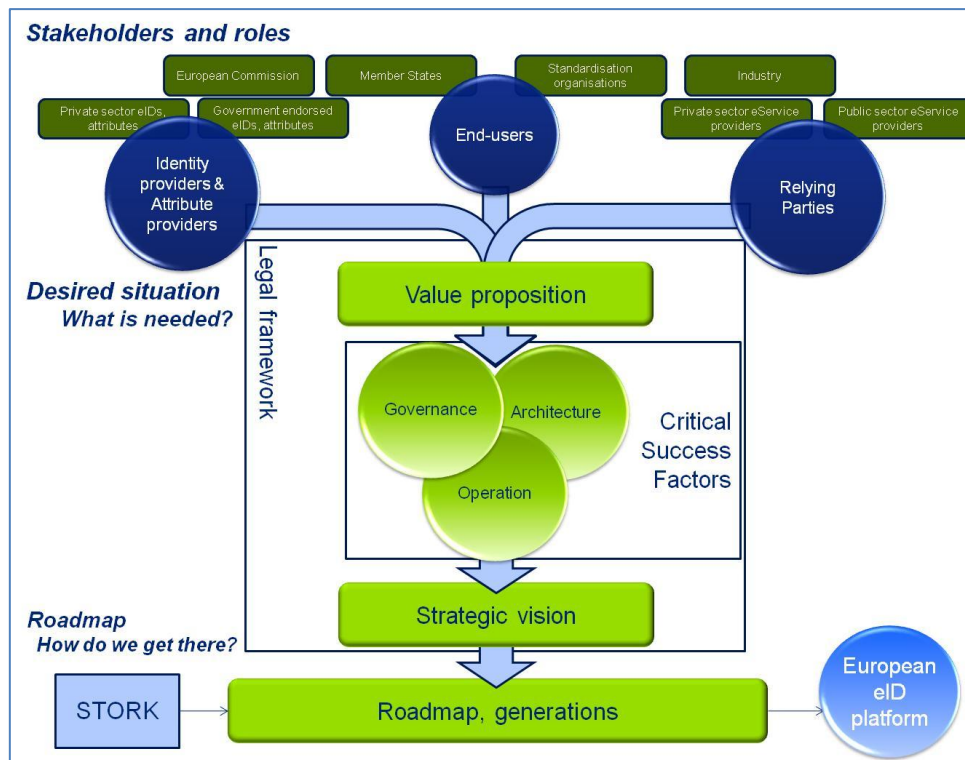 Stakeholders and roles
European Commission
Member States
Standardisation
organisations
Industry
Private sector eIDs,
attributes
Government endorsed
eIDs, attributes
Private sector eService
providers
Public sector eService
providers
End-users
Identity
providers &
Attribute
providers
Relying
Parties
Legal framework
Desired situation
What is needed?
Value proposition
Governance
Architecture
Operation
Critical
Success
Factors
Strategic vision
Roadmap
How do we get there?
STORK
Roadmap, generations
European
eID
platform